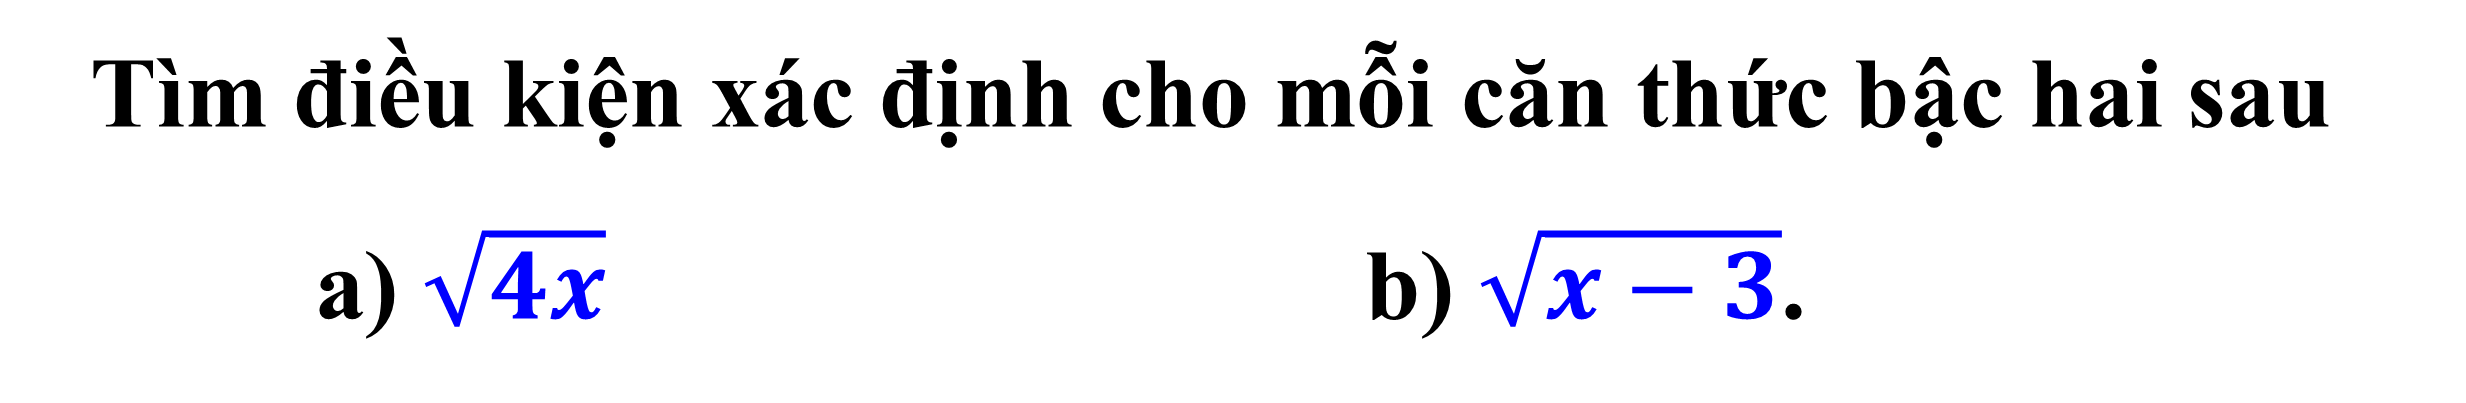 Tìm điều kiện xác định cho mỗi căn thức bậc hai sau
a) √4x b) √x − 3.